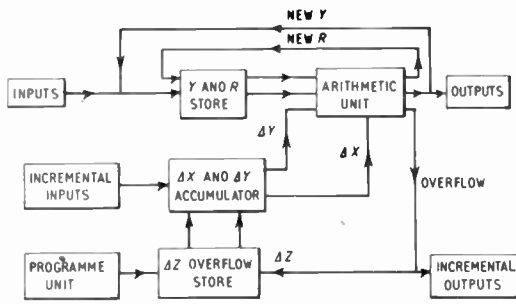 NEW Y
NEW R
INPUTS
Y AND R
STORE
ARITHMETIC
UNIT
OUTPUTS
ΔY
ΔX
INCREMENTAL
INPUTS
ΔX AND ΔY
ACCUMULATOR
OVERFLOW
PROGRAMME
UNIT
ΔZ OVERFLOW
STORE
ΔZ
INCREMENTAL
OUTPUTS